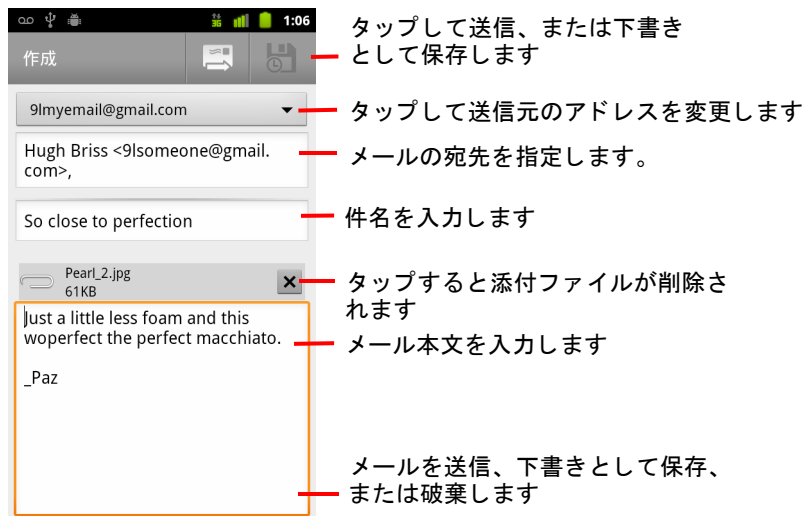 1:06
タップして送信、または下書き
として保存します
作成
9lmyemail@gmail.com
タップして送信元のアドレスを変更します
Hugh Briss <9lsomeone@gmail.
com>,
メールの宛先を指定します。
So close to perfection
件名を入力します
Pearl_2.jpg
61KB
タップすると添付ファイルが削除さ
れます
Just a little less foam and this
woperfect the perfect macchiato.
メール本文を入力します
_Paz
メールを送信、下書きとして保存、
または破棄します